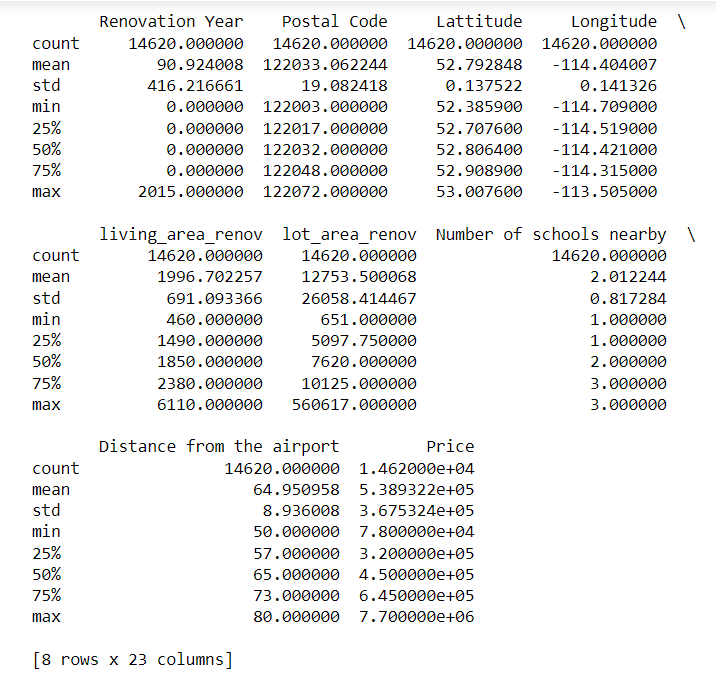 Renovation Year Postal Code Lattitude Longitude \
count 14620.000000 14620.000000 14620.000000 14620.000000
mean 90.924008 122033.062244 52.792848 -114.404007
std 416.216661 19.082418 0.137522 0.141326
min 0.000000 122003.000000 52.385900 -114.709000
25% 0.000000 122017.000000 52.707600 -114.519000
50% 0.000000 122032.000000 52.806400 -114.421000
75% 0.000000 122048.000000 52.908900 -114.315000
max 2015.000000 122072.000000 53.007600 -113.505000
living_area_renov lot_area_renov Number of schools nearby \
count 14620.000000 14620.000000 14620.000000
mean 1996.702257 12753.500068 2.012244
std 691.093366 26058.414467 0.817284
min 460.000000 651.000000 1.000000
25% 1490.000000 5097.750000 1.000000
50% 1850.000000 7620.000000 2.000000
75% 2380.000000 10125.000000 3.000000
max 6110.000000 560617.000000 3.000000
Distance from the airport Price
count 14620.000000 1.462000e+04
mean 64.950958 5.389322e+05
std 8.936008 3.675324e+05
min 50.000000 7.800000e+04
25% 57.000000 3.200000e+05
50% 65.000000 4.500000e+05
75% 73.000000 6.450000e+05
max 80.000000 7.700000e+06
[8 rows x 23 columns]